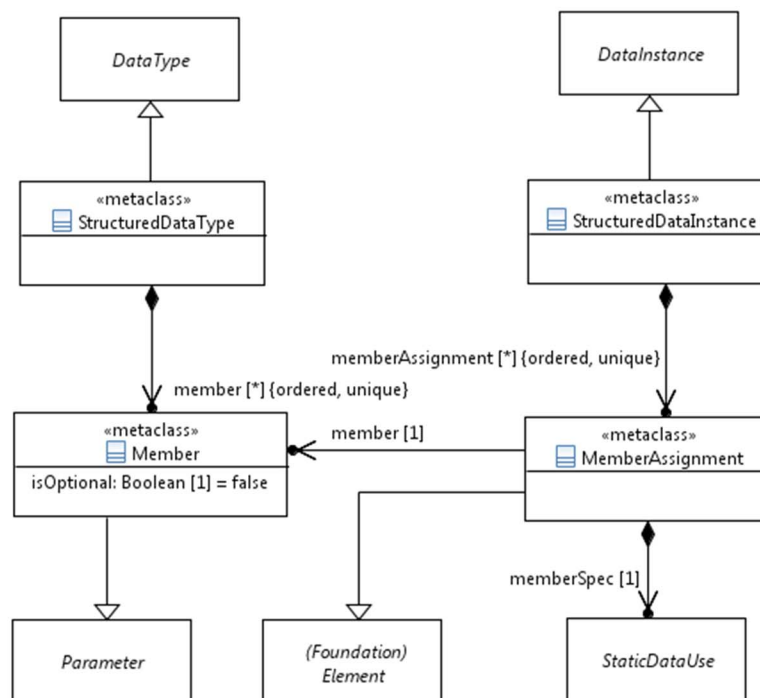 DataType
DataInstance
«metaclass»
StructuredDataType
«metaclass»
StructuredDataInstance
memberAssignment [*] {ordered, unique}
member [*] {ordered, unique}
«metaclass»
Member
isOptional: Boolean [1] = false
member [1]
«metaclass»
MemberAssignment
memberSpec [1]
Parameter
(Foundation)
Element
StaticDataUse